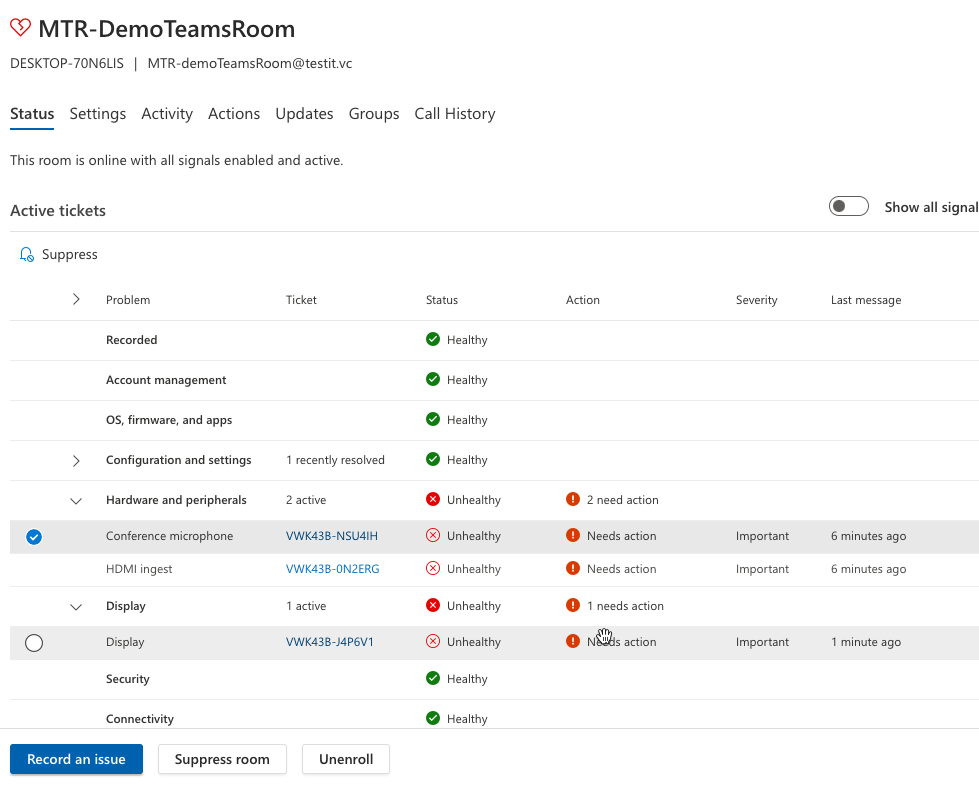 MTR-DemoTeamsRoom
DESKTOP-70N6LIS | MTR-demoTeamsRoom@testit.vc
Status Settings Activity Actions Updates Groups Call History
This room is online with all signals enabled and active.
Active tickets Show all signal
Suppress
Problem Ticket Status Action Severity Last message
Recorded Healthy
Account management Healthy
OS, firmware, and apps Healthy
Configuration and settings 1 recently resolved Healthy
Hardware and peripherals 2 active Unhealthy 2 need action
Conference microphone VWK43B-NSU4IH Unhealthy Needs action Important 6 minutes ago
HDMI ingest VWK43B-0N2ERG Unhealthy Needs action Important 6 minutes ago
Display 1 active Unhealthy 1 needs action
Display VWK43B-J4P6V1 Unhealthy Needs action Important 1 minute ago
Security Healthy
Connectivity Healthy
Record an issue Suppress room Unenroll